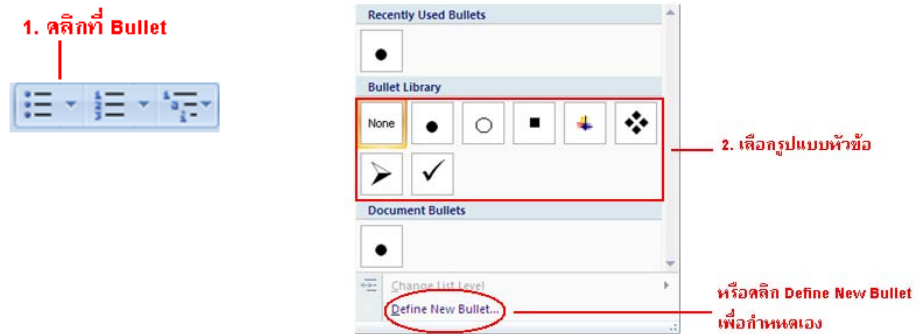 1. คลิกที่ Bullet
Recently Used Bullets
Bullet Library
None
2. เลือกรูปแบบหัวข้อ
Document Bullets
Change List Level
Define New Bullet...
หรือคลิก Define New Bullet
เพื่อกำหนดเอง